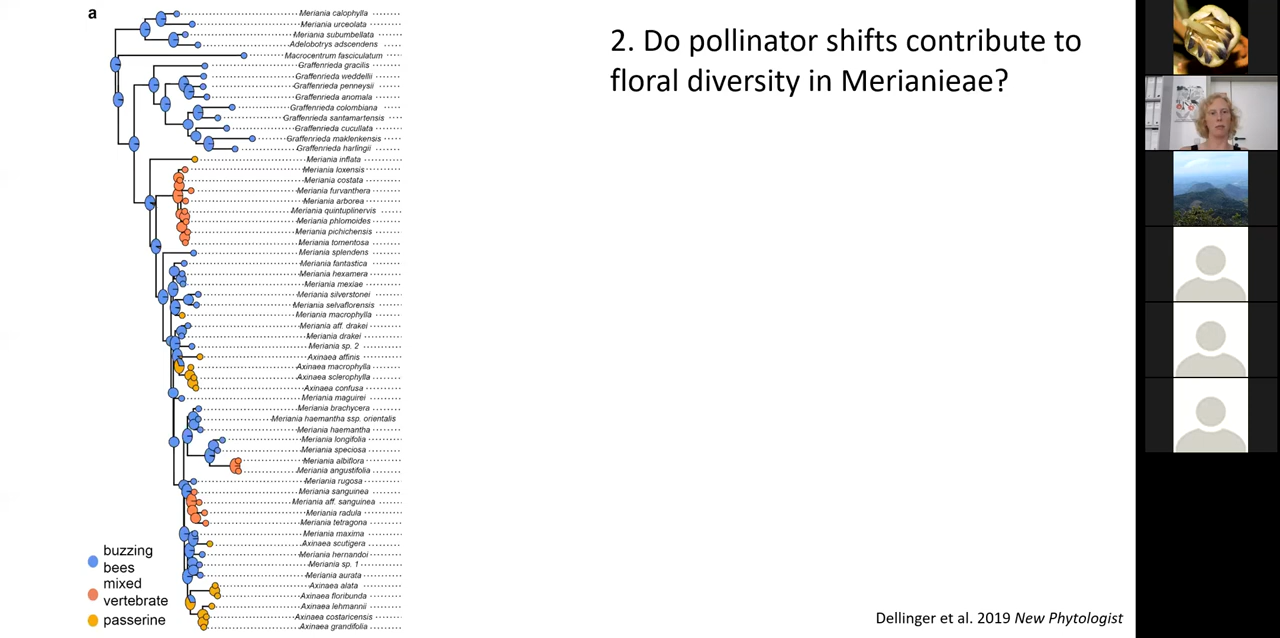 a
Meriania calophylla
Meriania urceolata
Meriania subumbellata
Adelobotrys adscendens
Macrocentrum fasciculatum
Graffenrieda gracilis
Graffenrieda weddellii
Graffenrieda penneysii
Graffenrieda anomala
Graffenrieda colombiana
Graffenrieda santamartensis
Graffenrieda cucullata
Graffenrieda maklenkensis
Graffenrieda harlingii
Meriania inflata
Meriania loxensis
Meriania costata
Meriania furvanthera
Meriania arborea
Meriania quintuplinervis
Meriania phlomoides
Meriania pichichensis
Meriania tomentosa
Meriania splendens
Meriania fantastica
Meriania hexamera
Meriania mexiae
Meriania silverstonei
Meriania selvaflorensis
Meriania macrophylla
Meriania aff. drakei
Meriania drakei
Meriania sp. 2
Axinaea affinis
Axinaea macrophylla
Axinaea sclerophylla
Axinaea confusa
Meriania maguirei
Meriania brachycera
Meriania haemantha ssp. orientalis
Meriania haemantha
Meriania longifolia
Meriania speciosa
Meriania albiflora
Meriania angustifolia
Meriania rugosa
Meriania sanguinea
Meriania aff. sanguinea
Meriania radula
Meriania tetragona
Meriania maxima
Axinaea scutigera
Meriania hernandoi
Meriania sp. 1
Meriania aurata
Axinaea alata
Axinaea floribunda
Axinaea lehmannii
Axinaea costaricensis
Axinaea grandifolia
buzzing
bees
mixed
vertebrate
passerine
2. Do pollinator shifts contribute to
floral diversity in Merianieae?
Dellinger et al. 2019 New Phytologist